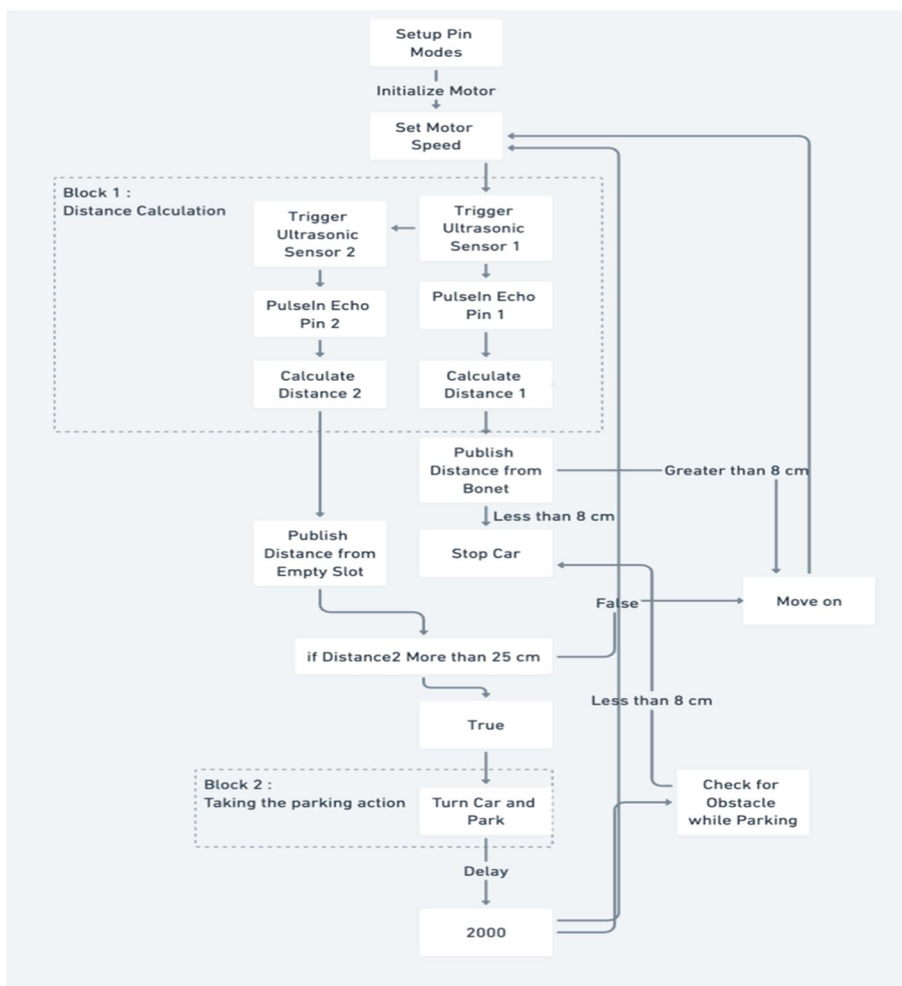 Setup Pin
Modes
Initialize Motor
Set Motor
Speed
Block 1 :
Distance Calculation
Trigger
Ultrasonic
Sensor 2
Trigger
Ultrasonic
Sensor 1
PulseIn Echo
Pin 2
PulseIn Echo
Pin 1
Calculate
Distance 2
Calculate
Distance 1
Publish
Distance from
Bonet
Greater than 8 cm
Less than 8 cm
Publish
Distance from
Empty Slot
Stop Car
Move on
False
if Distance2 More than 25 cm
Less than 8 cm
True
Block 2 :
Taking the parking action
Turn Car and
Park
Check for
Obstacle
while Parking
Delay
2000